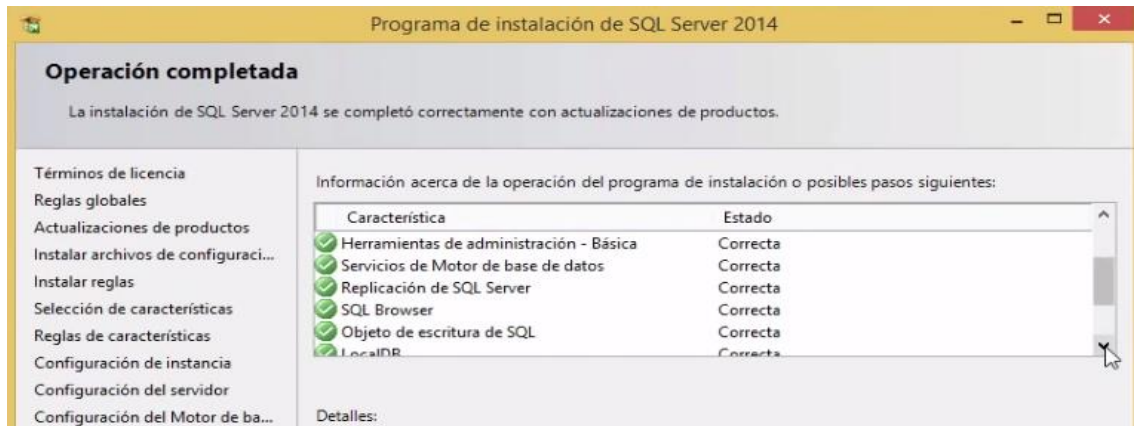 Programa de instalación de SQL Server 2014
Operación completada
La instalación de SQL Server 2014 se completó correctamente con actualizaciones de productos.
Términos de licencia
Reglas globales
Actualizaciones de productos
Instalar archivos de configuraci...
Instalar reglas
Selección de características
Reglas de características
Configuración de instancia
Configuración del servidor
Configuración del Motor de ba...
Información acerca de la operación del programa de instalación o posibles pasos siguientes:
Característica Estado
Herramientas de administración - Básica Correcta
Servicios de Motor de base de datos Correcta
Replicación de SQL Server Correcta
SQL Browser Correcta
Objeto de escritura de SQL Correcta
LocalDB Correcta
Detalles: